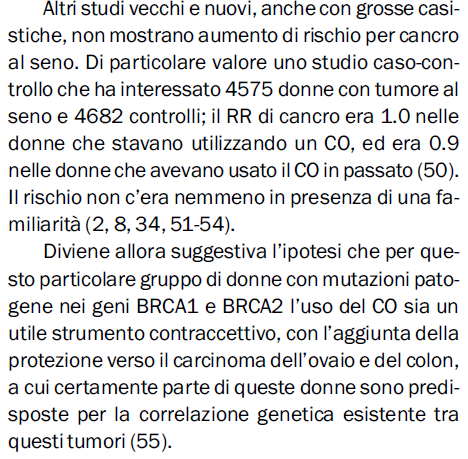 Altri studi vecchi e nuovi, anche con grosse casi-
stiche, non mostrano aumento di rischio per cancro
al seno. Di particolare valore uno studio caso-con-
trollo che ha interessato 4575 donne con tumore al
seno e 4682 controlli; il RR di cancro era 1.0 nelle
donne che stavano utilizzando un CO, ed era 0.9
nelle donne che avevano usato il CO in passato (50).
Il rischio non c'era nemmeno in presenza di una fa-
miliarità (2, 8, 34, 51-54).
Diviene allora suggestiva l'ipotesi che per que-
sto particolare gruppo di donne con mutazioni pato-
gene nei geni BRCA1 e BRCA2 l'uso del CO sia un
utile strumento contraccettivo, con l'aggiunta della
protezione verso il carcinoma dell'ovaio e del colon,
a cui certamente parte di queste donne sono predi-
sposte per la correlazione genetica esistente tra
questi tumori (55).